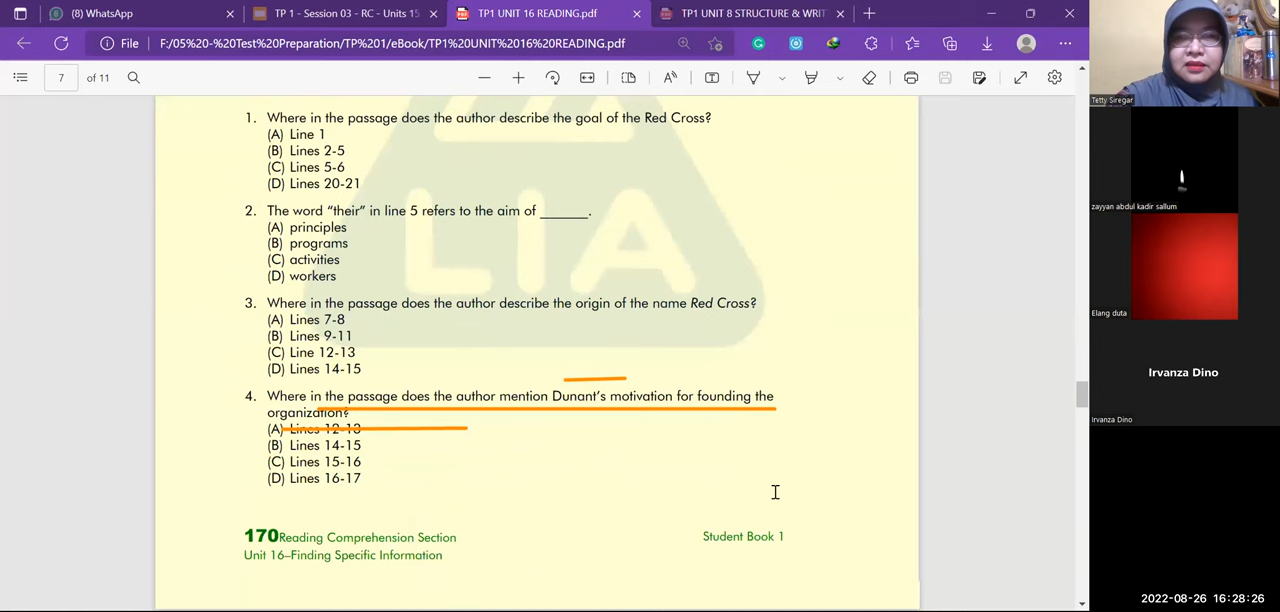 (8) WhatsApp
TP 1 - Session 03 - RC - Units 15
TP1 UNIT 16 READING.pdf
TP1 UNIT 8 STRUCTURE & WRIT
File
F:/05%20-%20Test%20Preparation/TP%201/eBook/TP1%20UNIT%2016%20READING.pdf
7 of 11
1. Where in the passage does the author describe the goal of the Red Cross?
(A) Line 1
(B) Lines 2-5
(C) Lines 5-6
(D) Lines 20-21
2. The word “their” in line 5 refers to the aim of ______.
(A) principles
(B) programs
(C) activities
(D) workers
3. Where in the passage does the author describe the origin of the name Red Cross?
(A) Lines 7-8
(B) Lines 9-11
(C) Line 12-13
(D) Lines 14-15
4. Where in the passage does the author mention Dunant’s motivation for founding the
organization?
(A) Lines 12-13
(B) Lines 14-15
(C) Lines 15-16
(D) Lines 16-17
170Reading Comprehension Section
Unit 16–Finding Specific Information
Student Book 1
LIA
Tetty Siregar
zayyan abdul kadir sallum
Elang duta
Irvanza Dino
Irvanza Dino
2022-08-26 16:28:26